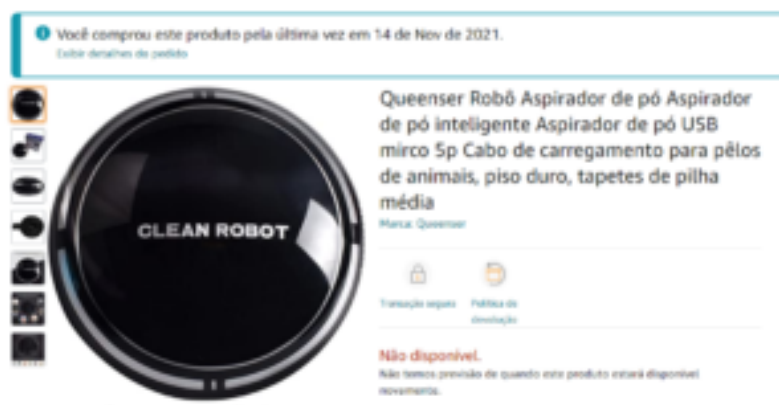 Você comprou este produto pela última vez em 14 de Nov de 2021.
Exibir detalhes do pedido
Queenser Robô Aspirador de pó Aspirador
de pó inteligente Aspirador de pó USB
mirco 5p Cabo de carregamento para pêlos
de animais, piso duro, tapetes de pilha
média
Marca: Queenser
CLEAN ROBOT
Transação segura
Política de
devolução
Não disponível.
Não temos previsão de quando este produto estará disponível
novamente.